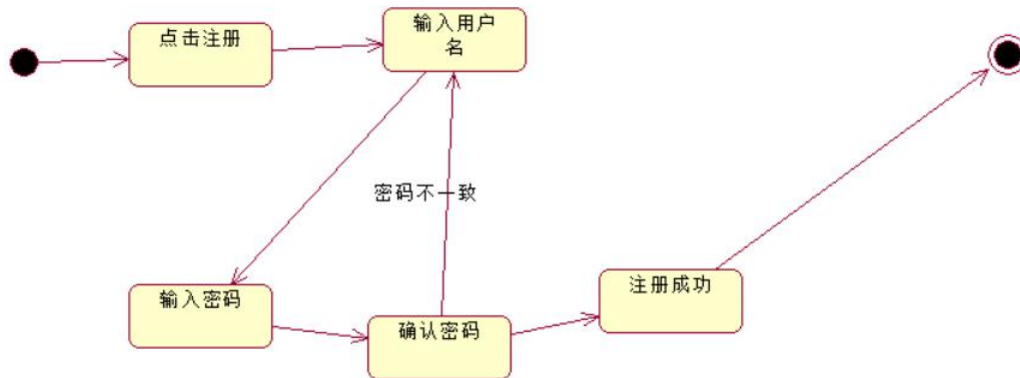 点击注册
输入用户
名
密码不一致
输入密码
确认密码
注册成功